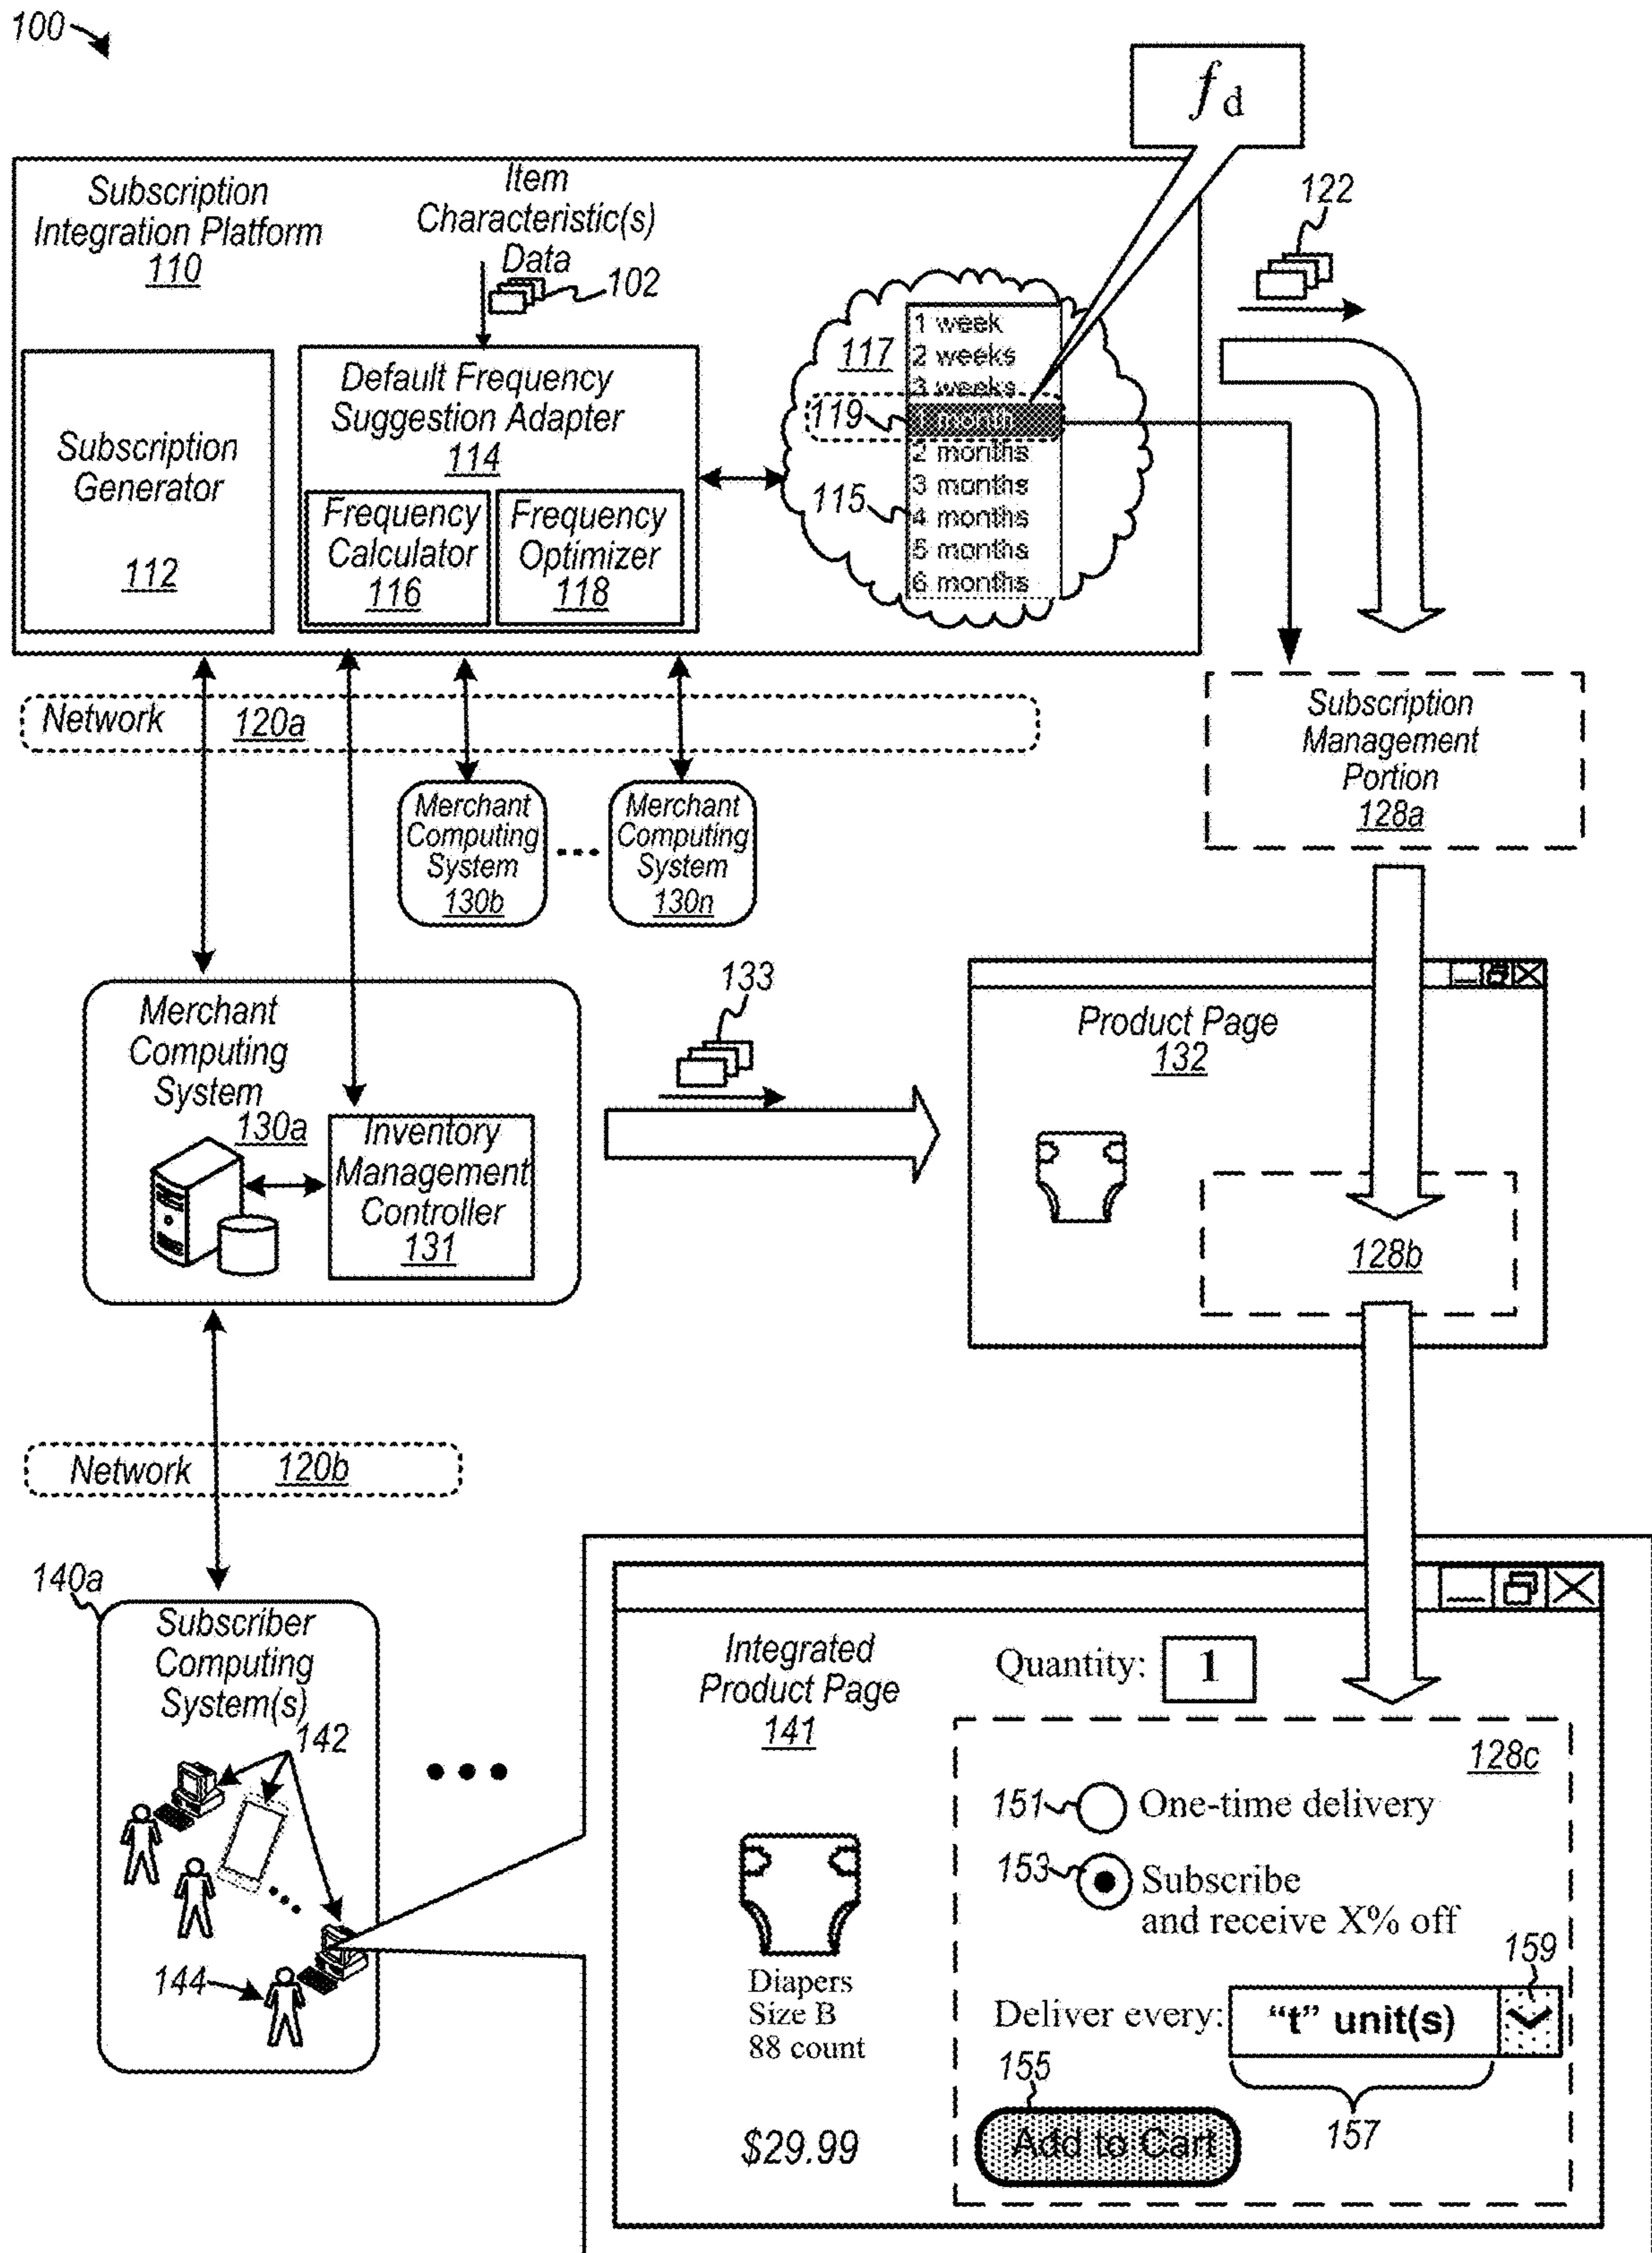 100
f d
Subscription
Integration Platform
110
Item
Characteristic(s)
Data
102
122
Subscription
Generator
112
Default Frequency
Suggestion Adapter
114
Frequency
Calculator
116
Frequency
Optimizer
118
117
119
115
1 week
2 weeks
3 weeks
1 month
2 months
3 months
4 months
5 months
6 months
Network 120a
Subscription
Management
Portion
128a
Merchant
Computing
System
130b
Merchant
Computing
System
130n
Merchant
Computing
System
130a
Inventory
Management
Controller
131
133
Product Page
132
128b
Network 120b
140a
Subscriber
Computing
System(s)
142
144
Integrated
Product Page
141
Quantity: 1
128c
151 One-time delivery
153 Subscribe
and receive X% off
159
Diapers
Size B
88 count
Deliver every: “t” unit(s)
155
157
$29.99
Add to Cart